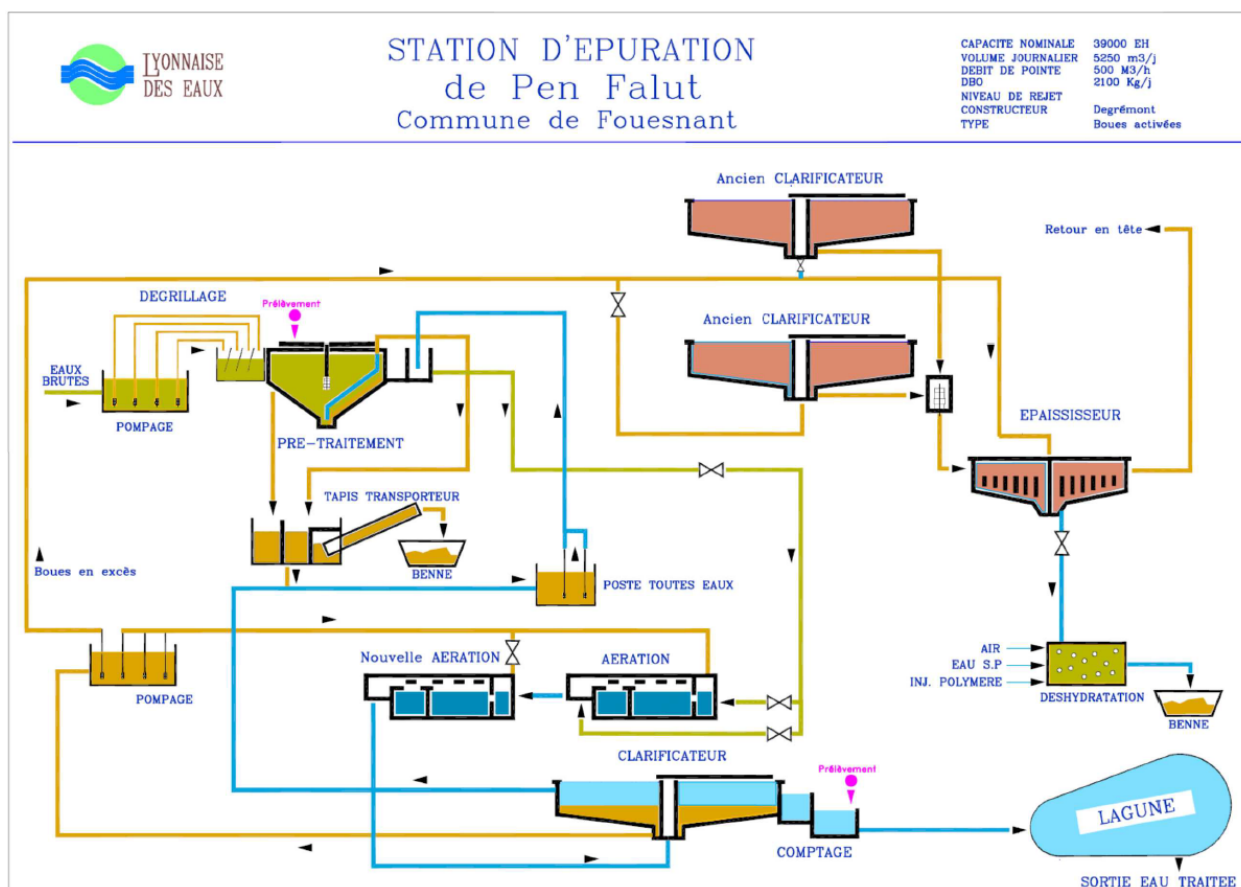 LYONNAISE
DES EAUX
STATION D'EPURATION
de Pen Falut
Commune de Fouesnant
CAPACITE NOMINALE 39000 EH
VOLUME JOURNALIER 5250 m3/j
DEBIT DE POINTE 500 M3/h
DBO 2100 Kg/j
NIVEAU DE REJET
CONSTRUCTEUR Degrémont
TYPE Boues activées
Ancien CLARIFICATEUR
Retour en tête
DEGRILLAGE
Prélèvement
Ancien CLARIFICATEUR
EAUX
BRUTES
POMPAGE
PRE-TRAITEMENT
EPAISSISSEUR
TAPIS TRANSPORTEUR
BENNE
Boues en excès
POSTE TOUTES EAUX
Nouvelle AERATION
AERATION
POMPAGE
AIR
EAU S.P
INJ. POLYMERE
DESHYDRATATION
BENNE
CLARIFICATEUR
Prélèvement
COMPTAGE
LAGUNE
SORTIE EAU TRAITEE